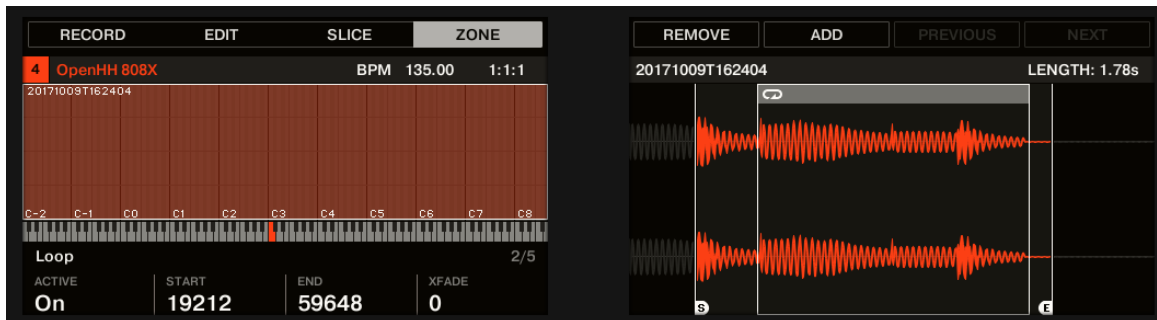 RECORD EDIT SLICE ZONE
4 OpenHH 808X BPM 135.00 1:1:1
20171009T162404
C-2 C-1 C0 C1 C2 C3 C4 C5 C6 C7 C8
Loop 2/5
ACTIVE START END XFADE
On 19212 59648 0
REMOVE ADD PREVIOUS NEXT
20171009T162404 LENGTH: 1.78s
S E